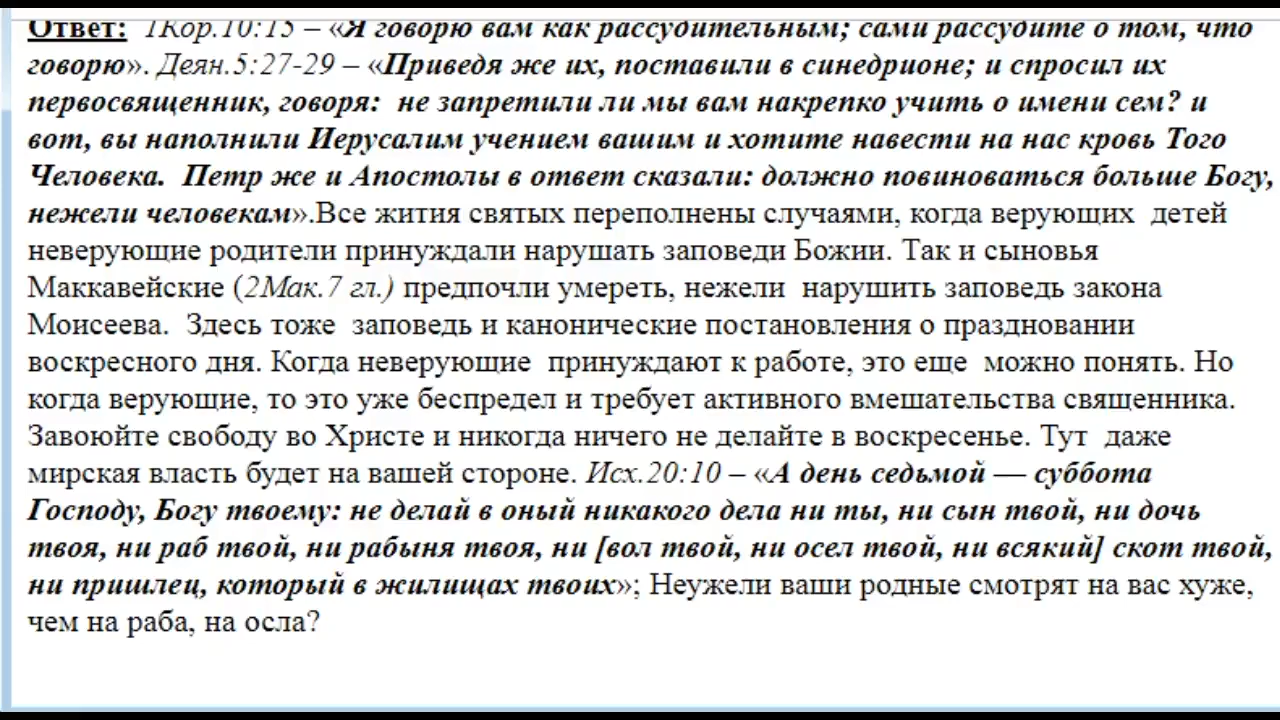 Ответ: 1Кор.10:15 – «Я говорю вам как рассудительным; сами рассудите о том, что
говорю». Деян.5:27-29 – «Приведя же их, поставили в синедрионе; и спросил их
первосвященник, говоря: не запретили ли мы вам накрепко учить о имени сем? и
вот, вы наполнили Иерусалим учением вашим и хотите навести на нас кровь Того
Человека. Петр же и Апостолы в ответ сказали: должно повиноваться больше Богу,
нежели человекам».Все жития святых переполнены случаями, когда верующих детей
неверующие родители принуждали нарушать заповеди Божии. Так и сыновья
Маккавейские (2Мак.7 гл.) предпочли умереть, нежели нарушить заповедь закона
Моисеева. Здесь тоже заповедь и канонические постановления о праздновании
воскресного дня. Когда неверующие принуждают к работе, это еще можно понять. Но
когда верующие, то это уже беспредел и требует активного вмешательства священника.
Завоюйте свободу во Христе и никогда ничего не делайте в воскресенье. Тут даже
мирская власть будет на вашей стороне. Исх.20:10 – «А день седьмой — суббота
Господу, Богу твоему: не делай в оный никакого дела ни ты, ни сын твой, ни дочь
твоя, ни раб твой, ни рабыня твоя, ни [вол твой, ни осел твой, ни всякий] скот твой,
ни пришлец, который в жилищах твоих»; Неужели ваши родные смотрят на вас хуже,
чем на раба, на осла?